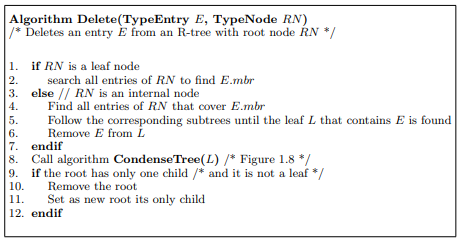 Algorithm Delete(TypeEntry E, TypeNode RN)
/* Deletes an entry E from an R-tree with root node RN */
1. if RN is a leaf node
2. search all entries of RN to find E.mbr
3. else // RN is an internal node
4. Find all entries of RN that cover E.mbr
5. Follow the corresponding subtrees until the leaf L that contains E is found
6. Remove E from L
7. endif
8. Call algorithm CondenseTree(L) /* Figure 1.8 */
9. if the root has only one child /* and it is not a leaf */
10. Remove the root
11. Set as new root its only child
12. endif